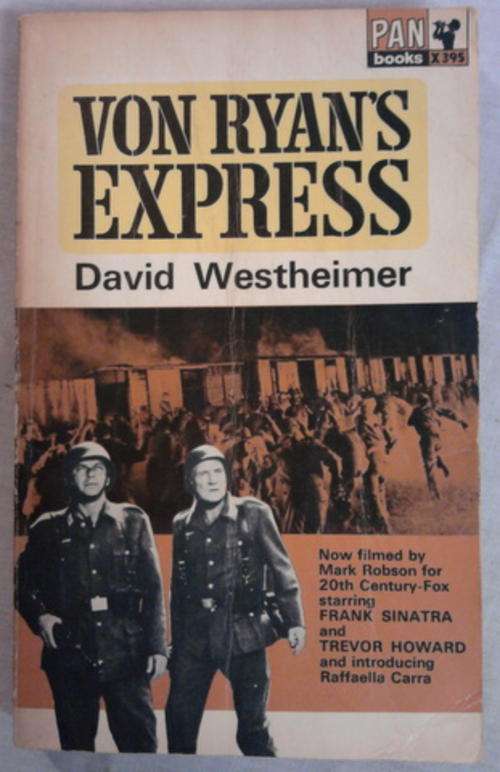 PAN
books X395
VON RYAN'S
EXPRESS
David Westheimer
Now filmed by
Mark Robson for
20th Century-Fox
starring
FRANK SINATRA
and
TREVOR HOWARD
and introducing
Raffaella Carra